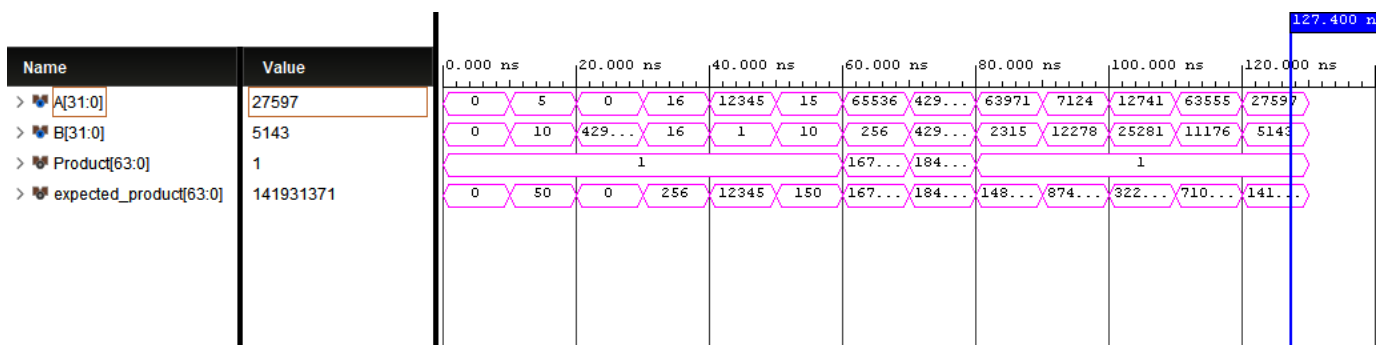 127.400 n
Name Value 0.000 ns 20.000 ns 40.000 ns 60.000 ns 80.000 ns 100.000 ns 120.000 ns
> A[31:0] 27597 0 5 0 16 12345 15 65536 429... 63971 7124 12741 63555 27597
> B[31:0] 5143 0 10 429... 16 1 10 256 429... 2315 12278 25281 11176 5143
> Product[63:0] 1 1 167... 184... 1
> expected_product[63:0] 141931371 0 50 0 256 12345 150 167... 184... 148... 874... 322... 710... 141...